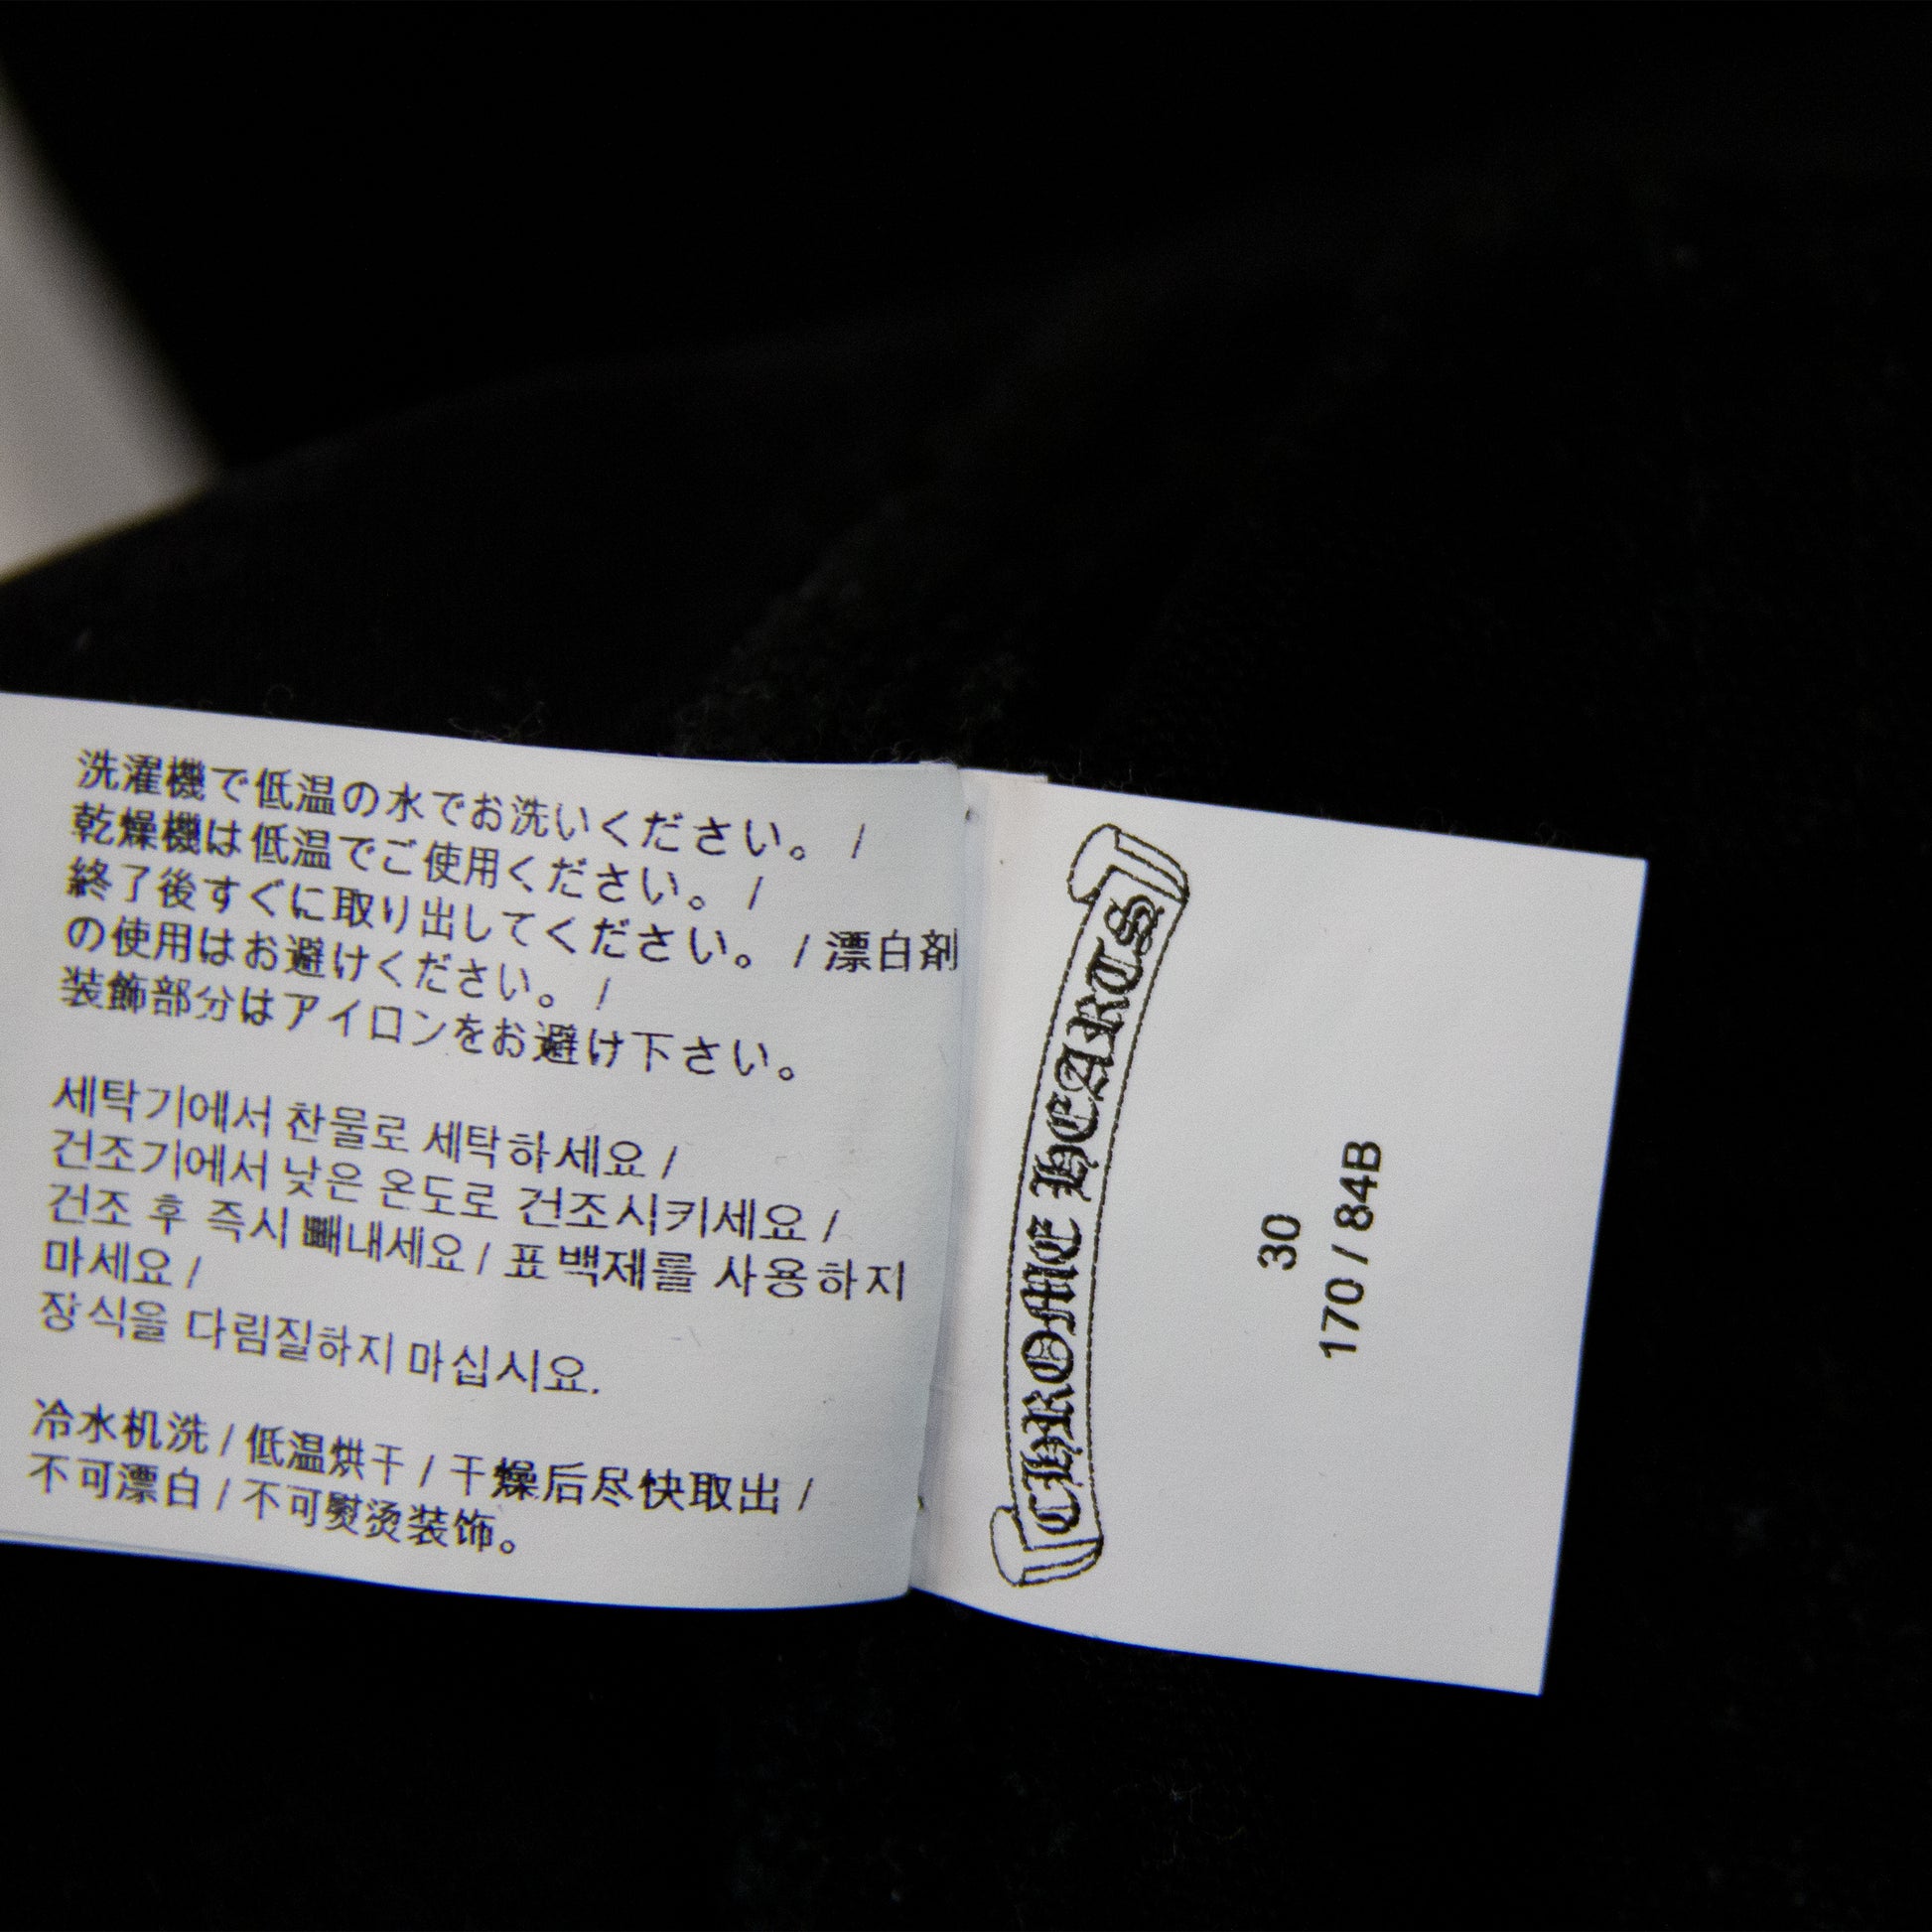 洗濯機で低温の水でお洗いください。 /
乾燥機は低温でご使用ください。 /
終了後すぐに取り出してください。 / 漂白剤
の使用はお避けください。 /
装飾部分はアイロンをお避け下さい。
세탁기에서 찬물로 세탁하세요 /
건조기에서 낮은 온도로 건조시키세요 /
건조 후 즉시 빼내세요 / 표백제를 사용하지
마세요 /
장식을 다림질하지 마십시요.
冷水机洗 / 低温烘干 / 干燥后尽快取出 /
不可漂白 / 不可熨烫装饰。
CHROME HEARTS
30
170 / 84B